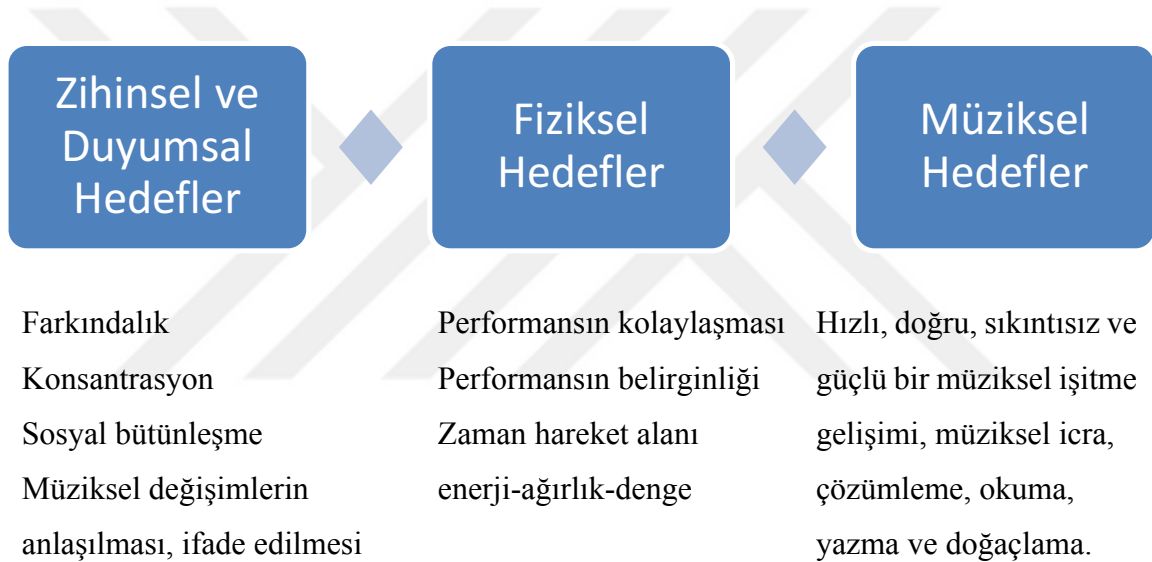 Zihinsel ve
Duyumsal
Hedefler
Fiziksel
Hedefler
Müziksel
Hedefler
Farkındalık
Konsantrasyon
Sosyal bütünleşme
Müziksel değişimlerin
anlaşılması, ifade edilmesi
Performansın kolaylaşması
Performansın belirginliği
Zaman hareket alanı
enerji-ağırlık-denge
Hızlı, doğru, sıkıntısız ve
güçlü bir müziksel işitme
gelişimi, müziksel icra,
çözümleme, okuma,
yazma ve doğaçlama.